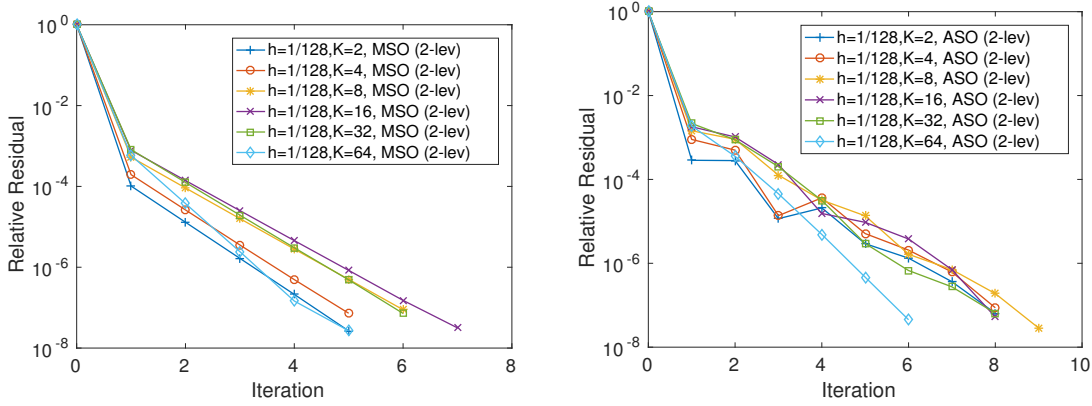 10^0
10^-2
10^-4
10^-6
10^-8
Relative Residual
h=1/128,K=2, MSO (2-lev)
h=1/128,K=4, MSO (2-lev)
h=1/128,K=8, MSO (2-lev)
h=1/128,K=16, MSO (2-lev)
h=1/128,K=32, MSO (2-lev)
h=1/128,K=64, MSO (2-lev)
0 2 4 6 8
Iteration
10^0
10^-2
10^-4
10^-6
10^-8
Relative Residual
h=1/128,K=2, ASO (2-lev)
h=1/128,K=4, ASO (2-lev)
h=1/128,K=8, ASO (2-lev)
h=1/128,K=16, ASO (2-lev)
h=1/128,K=32, ASO (2-lev)
h=1/128,K=64, ASO (2-lev)
0 2 4 6 8 10
Iteration